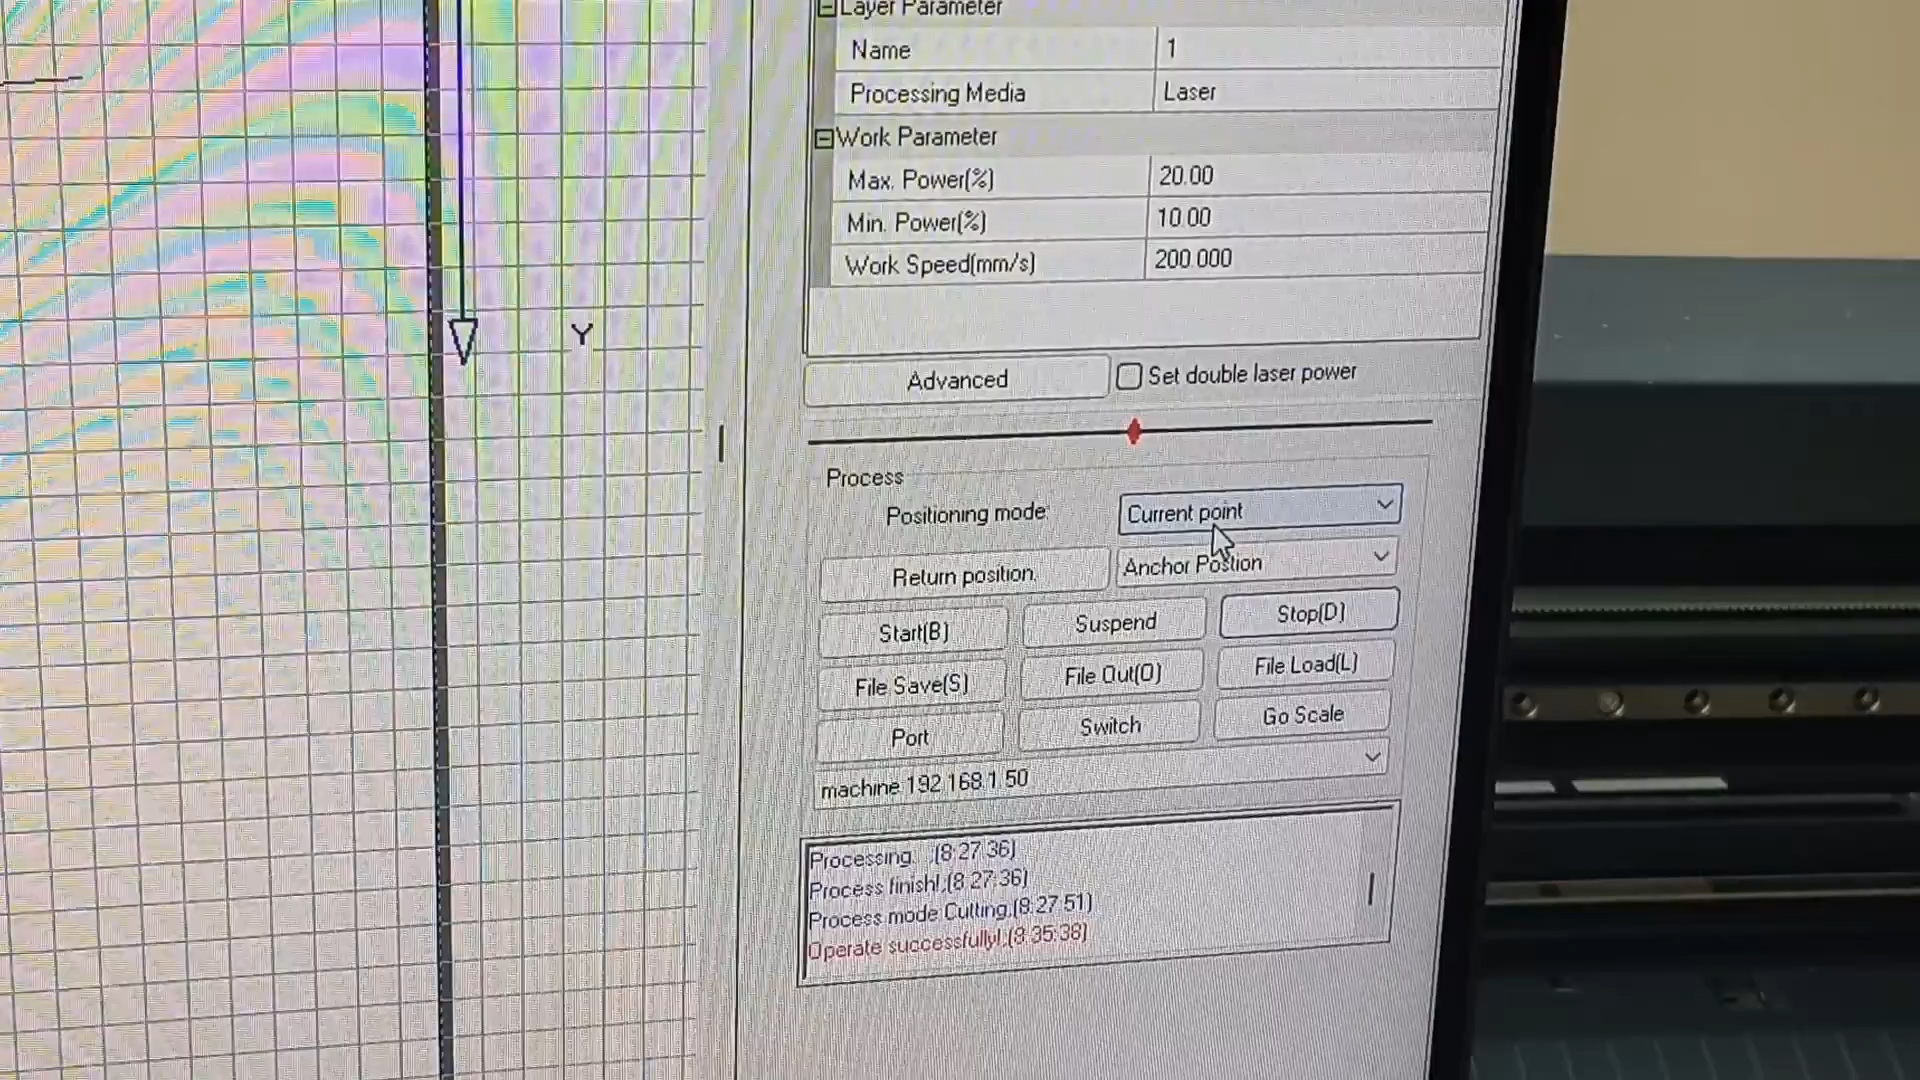 Layer Parameter
Name 1
Processing Media Laser
Work Parameter
Max. Power(%) 20.00
Min. Power(%) 10.00
Work Speed(mm/s) 200.000
Y
Advanced Set double laser power
Process
Positioning mode: Current point
Return position. Anchor Postion
Start(B) Suspend Stop(D)
File Save(S) File Out(O) File Load(L)
Port Switch Go Scale
machine:192.168.1.50
Processing. ;(8:27:36)
Process finish!;(8:27:36)
Process mode:Cutting;(8:27:51)
Operate successfully!;(8:35:38)